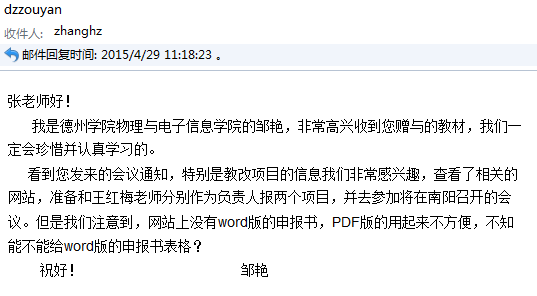 dzzouyan
收件人: zhanghz
邮件回复时间: 2015/4/29 11:18:23 。
张老师好！
我是德州学院物理与电子信息学院的邹艳，非常高兴收到您赠与的教材，我们一
定会珍惜并认真学习的。
看到您发来的会议通知，特别是教改项目的信息我们非常感兴趣，查看了相关的
网站，准备和王红梅老师分别作为负责人报两个项目，并去参加将在南阳召开的会
议。但是我们注意到，网站上没有word版的申报书，PDF版的用起来不方便，不知
能不能给word版的申报书表格？
祝好！ 邹艳